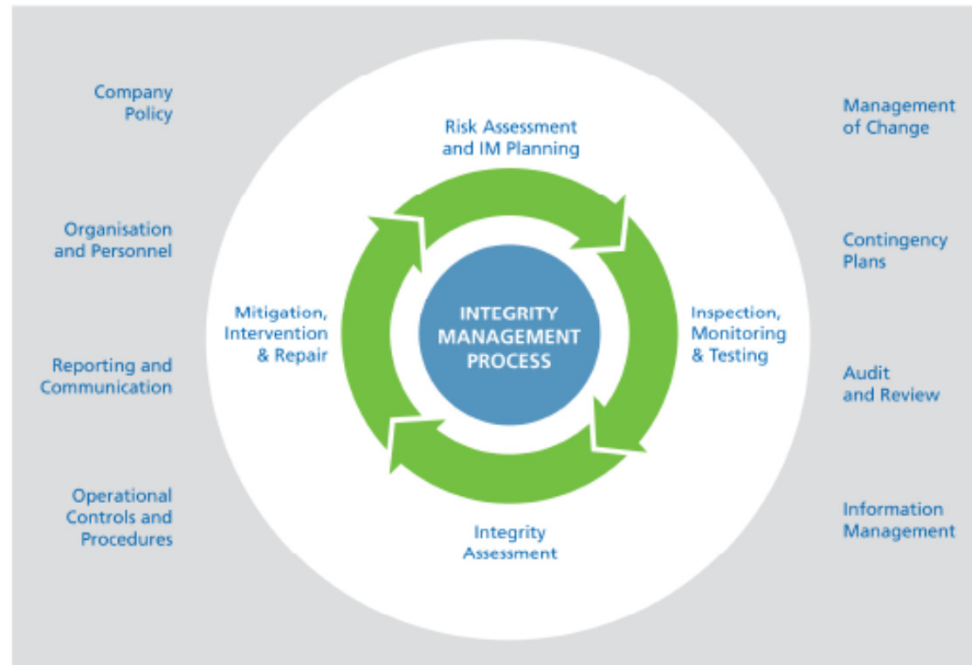 Company
Policy
Organisation
and Personnel
Reporting and
Communication
Operational
Controls and
Procedures
Risk Assessment
and IM Planning
Mitigation,
Intervention
& Repair
INTEGRITY
MANAGEMENT
PROCESS
Inspection,
Monitoring
& Testing
Integrity
Assessment
Management
of Change
Contingency
Plans
Audit
and Review
Information
Management